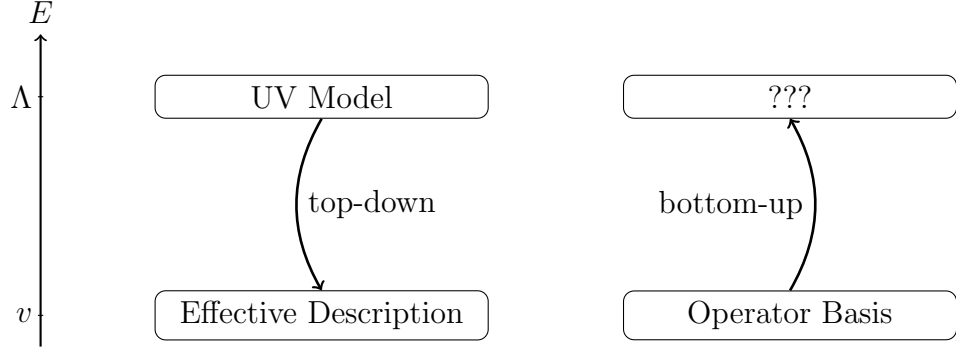 E
Λ
UV Model
???
top-down
bottom-up
v
Effective Description
Operator Basis